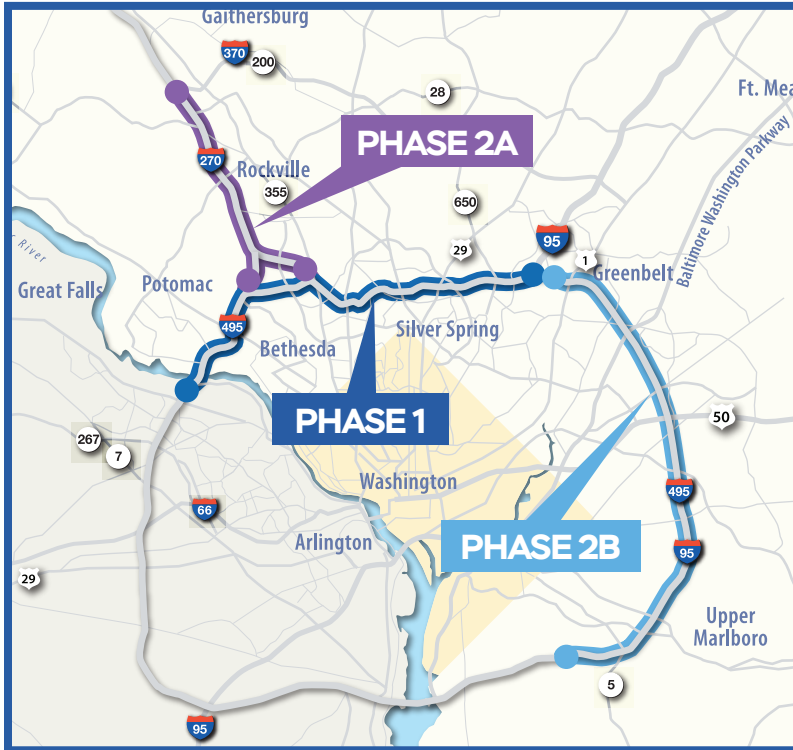 Gaithersburg
370
200
28
Ft. Mea
PHASE 2A
270
Rockville
355
650
Baltimore Washington Parkway
29
95
1
Greenbelt
River
Great Falls
Potomac
495
Silver Spring
Bethesda
PHASE 1
50
267
7
Washington
495
66
Arlington
PHASE 2B
95
29
Upper
Marlboro
5
95